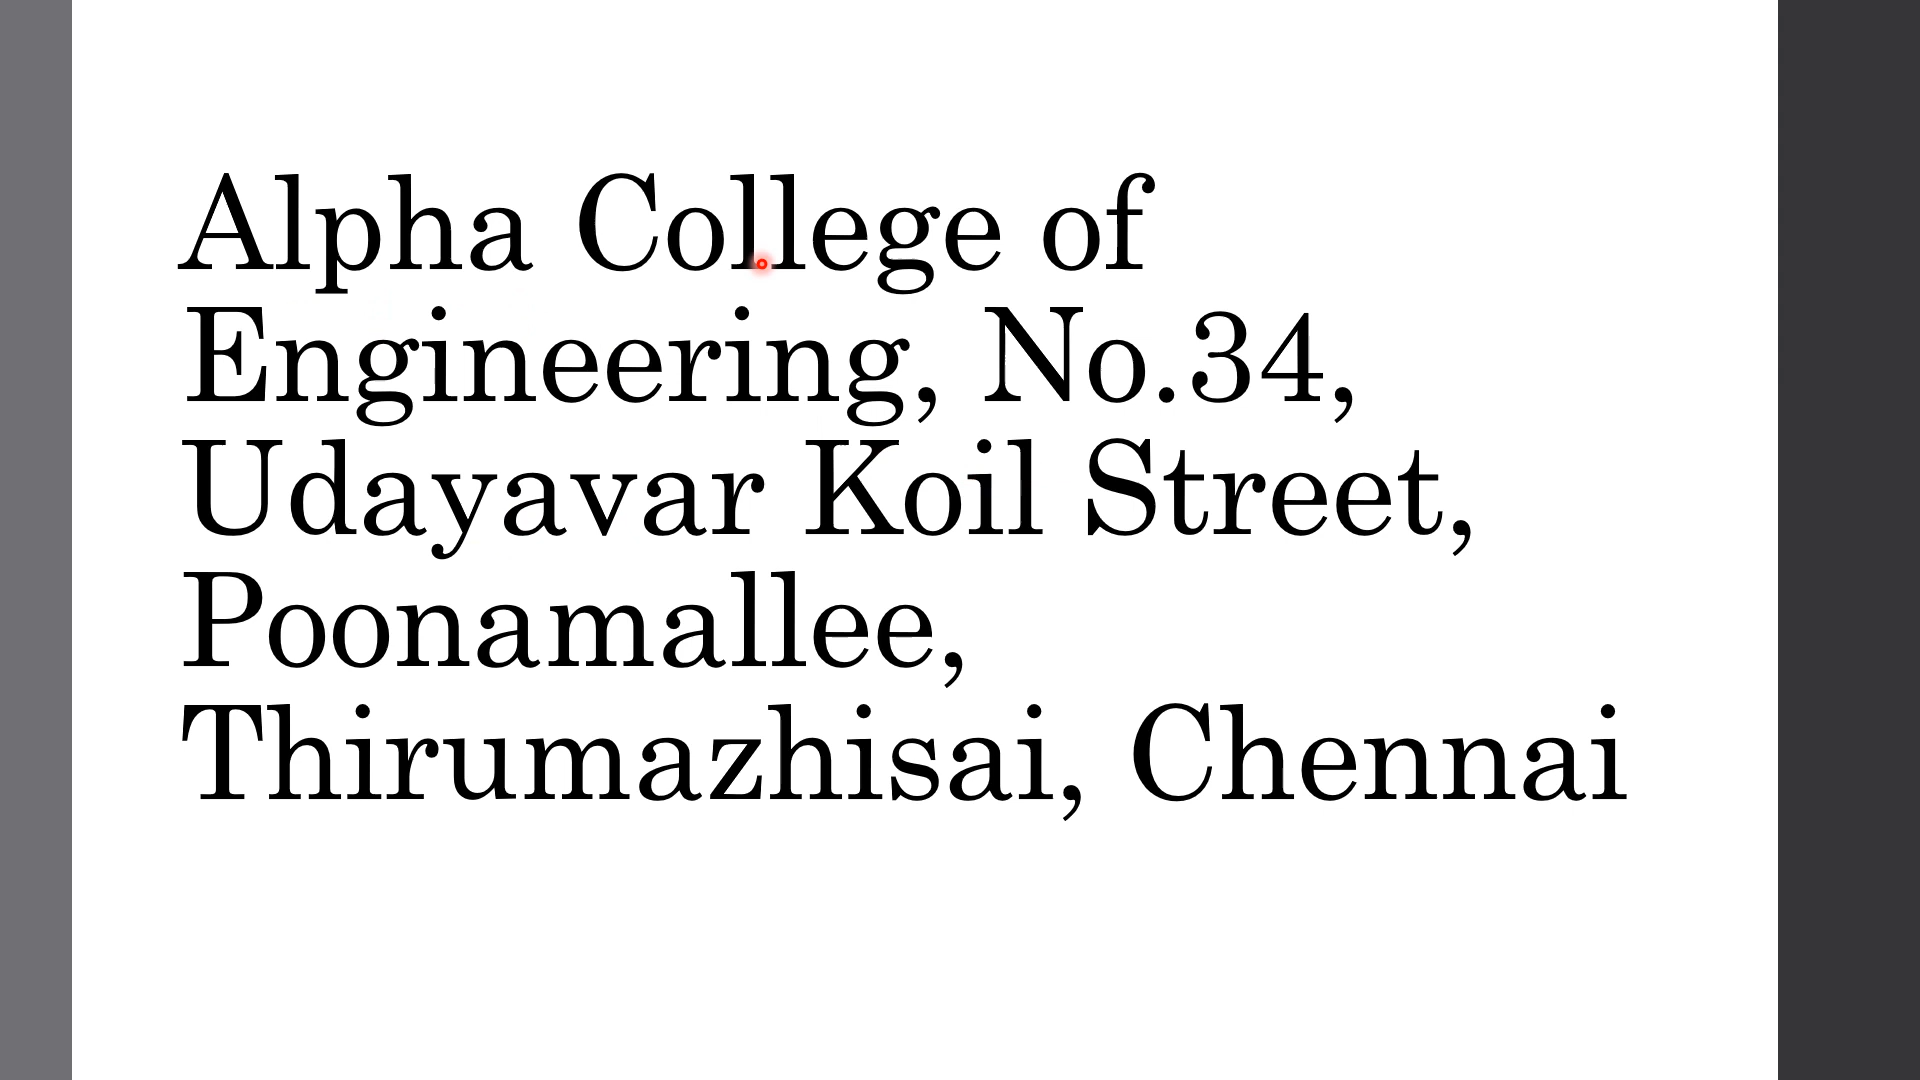 Alpha College of
Engineering, No.34,
Udayavar Koil Street,
Poonamallee,
Thirumazhisai, Chennai